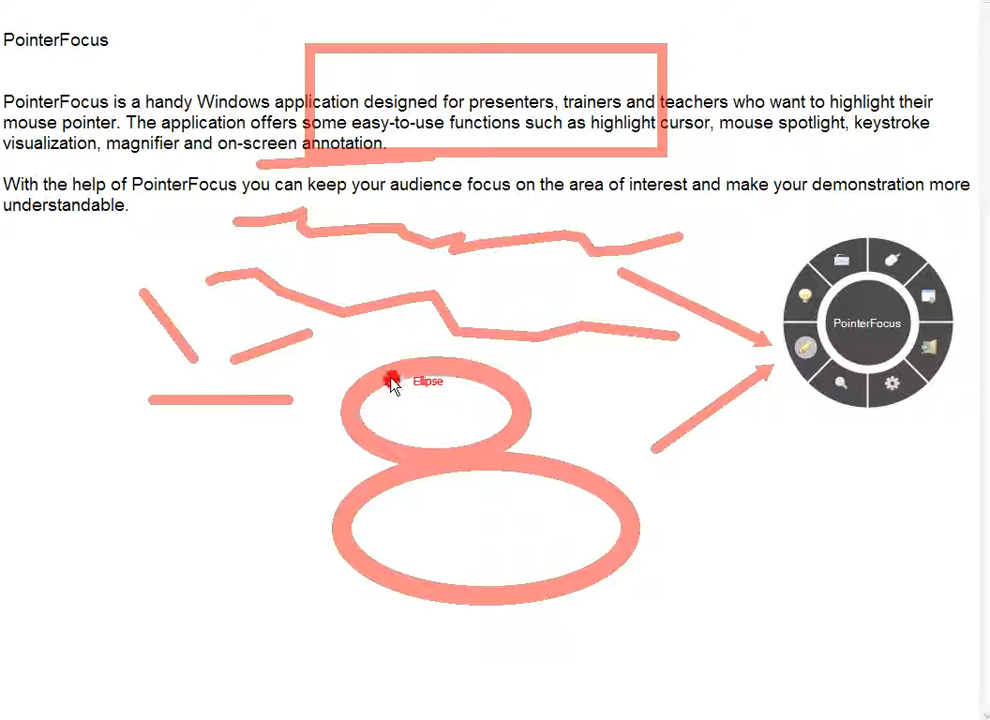 PointerFocus
PointerFocus is a handy Windows application designed for presenters, trainers and teachers who want to highlight their
mouse pointer. The application offers some easy-to-use functions such as highlight cursor, mouse spotlight, keystroke
visualization, magnifier and on-screen annotation.
With the help of PointerFocus you can keep your audience focus on the area of interest and make your demonstration more
understandable.
PointerFocus
Ellipse